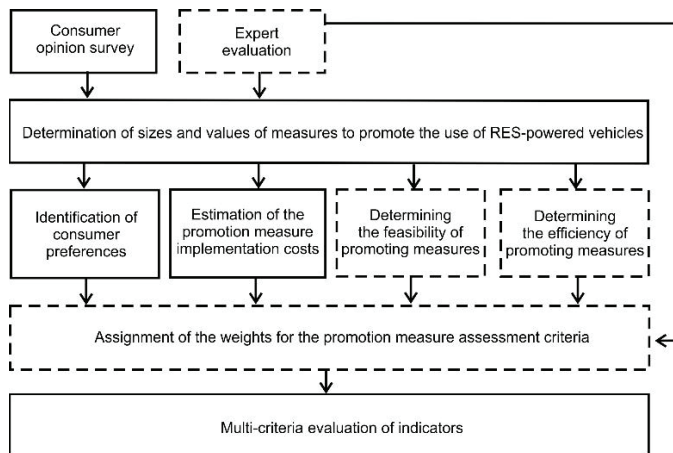 Consumer
opinion survey
Expert
evaluation
Determination of sizes and values of measures to promote the use of RES-powered vehicles
Identification of
consumer
preferences
Estimation of the
promotion measure
implementation costs
Determining
the feasibility of
promoting measures
Determining
the efficiency of
promoting measures
Assignment of the weights for the promotion measure assessment criteria
Multi-criteria evaluation of indicators